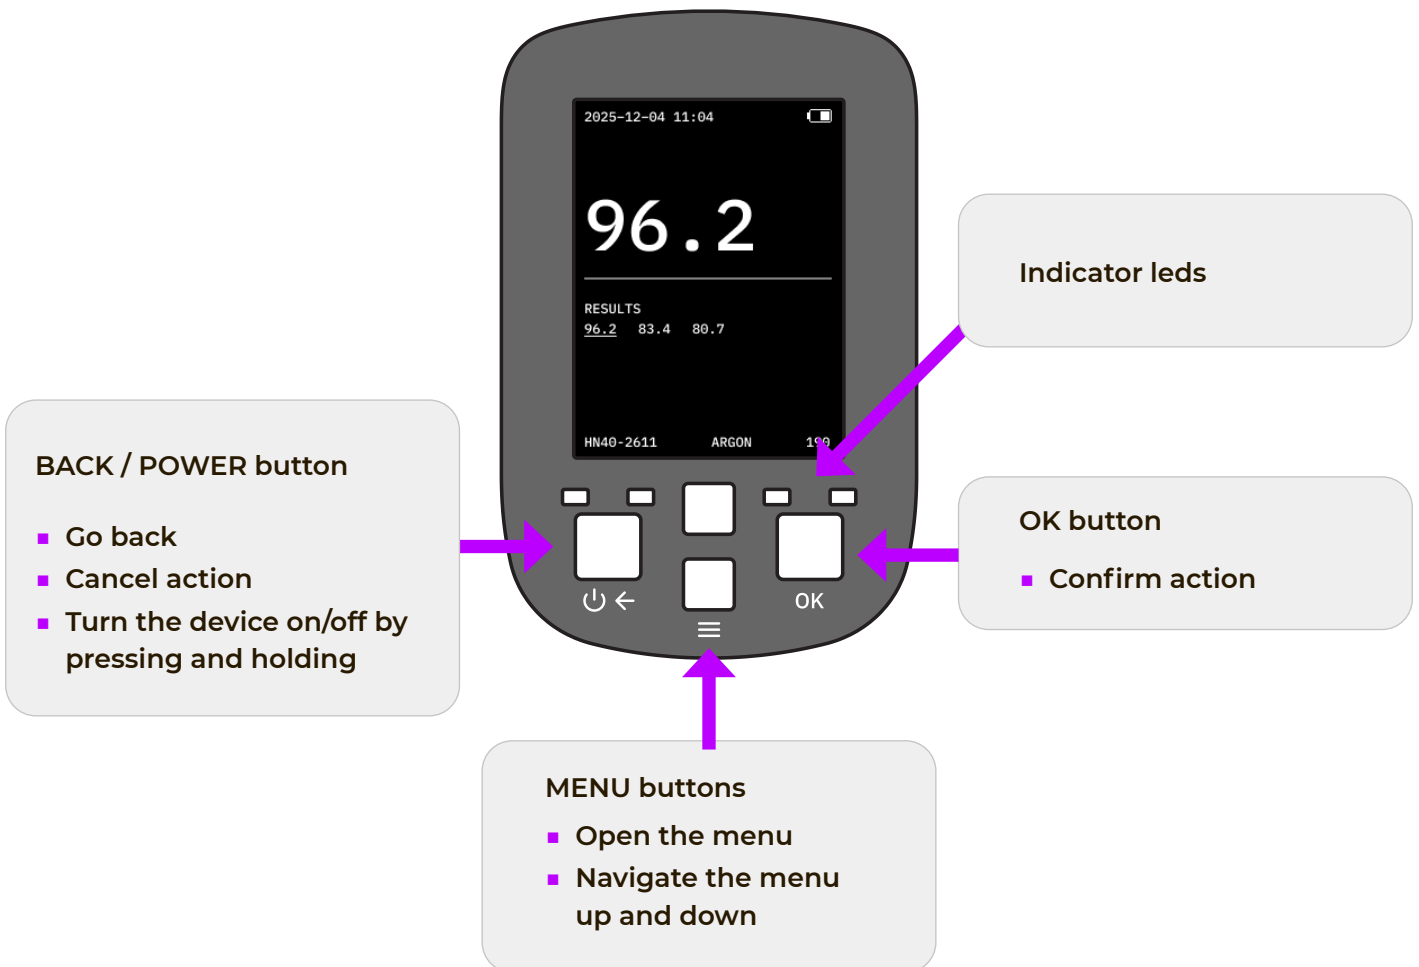 2025-12-04 11:04
96.2
RESULTS
96.2 83.4 80.7
HN40-2611 ARGON 190
OK
Indicator leds
BACK / POWER button
Go back
Cancel action
Turn the device on/off by
pressing and holding
OK button
Confirm action
MENU buttons
Open the menu
Navigate the menu
up and down